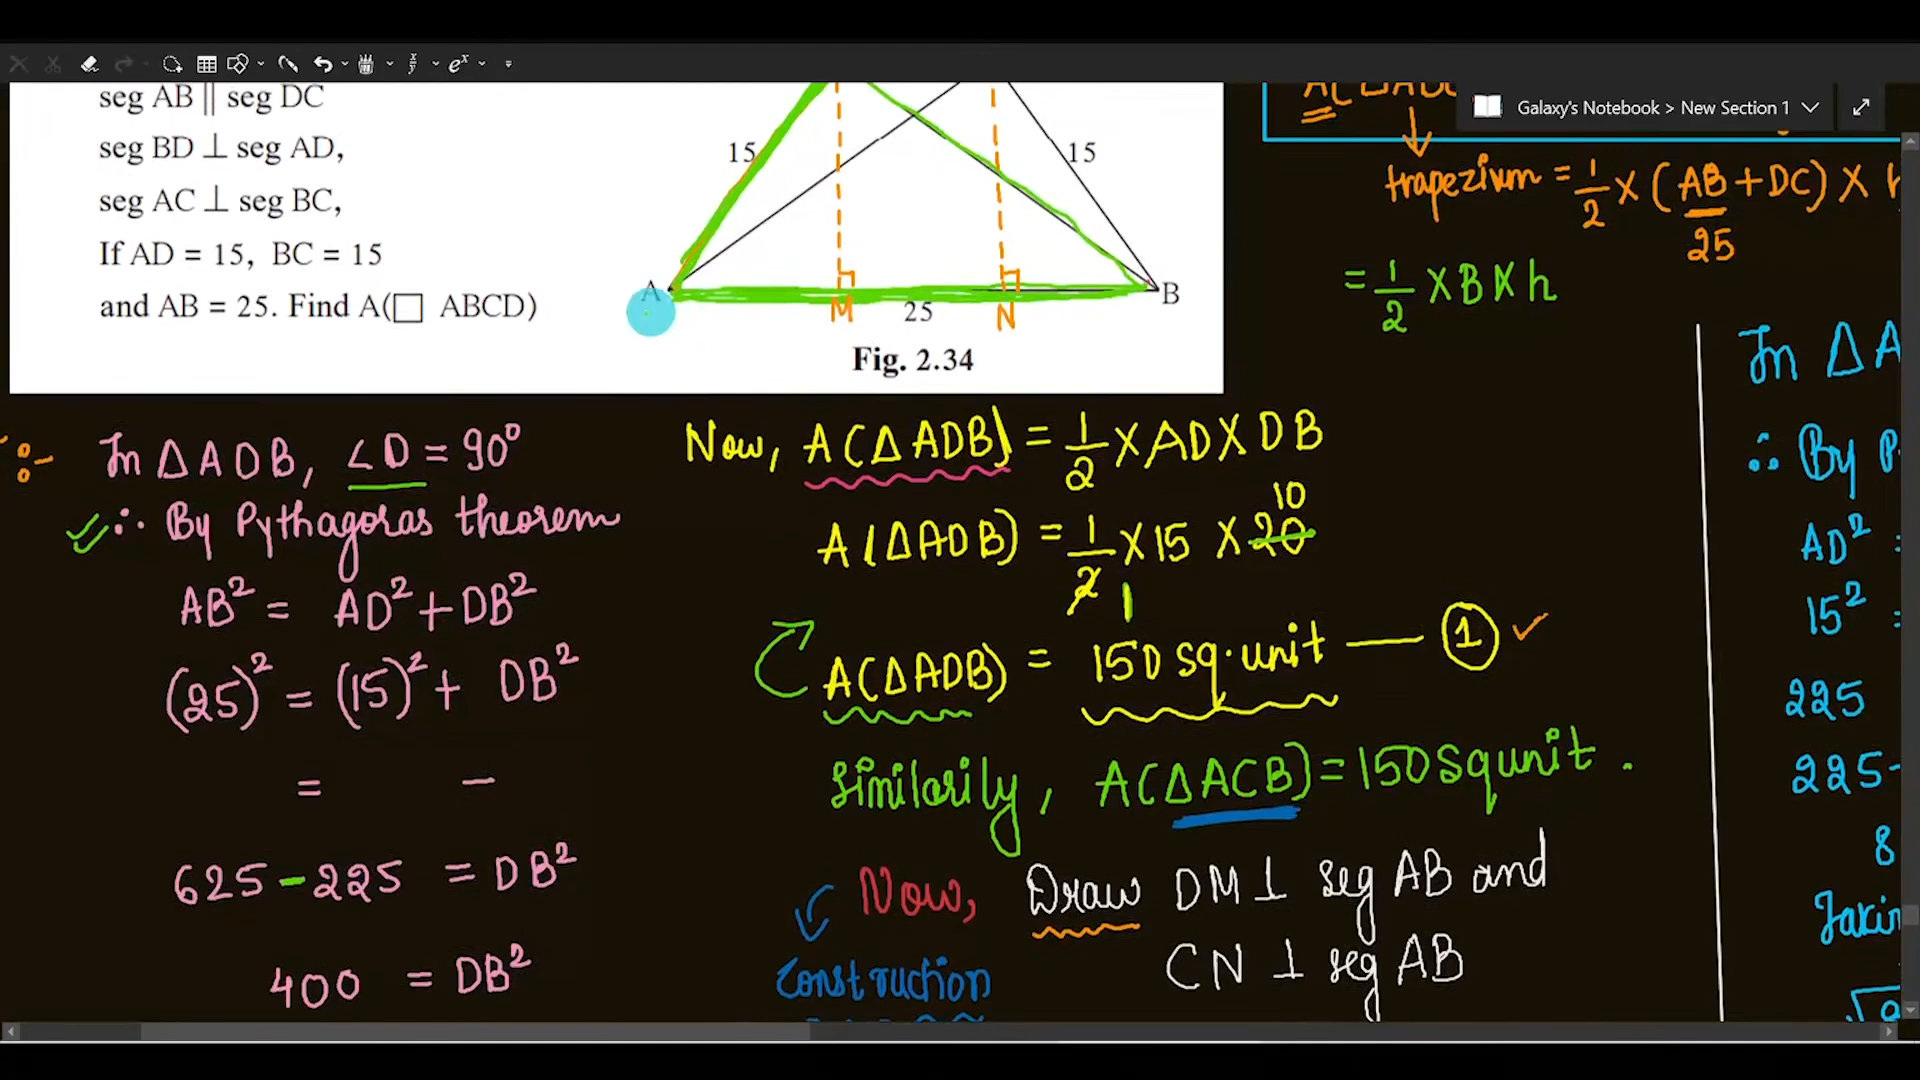 Galaxy's Notebook > New Section 1
seg AB || seg DC
seg BD ⊥ seg AD,
seg AC ⊥ seg BC,
If AD = 15, BC = 15
and AB = 25. Find A(□ ABCD)
15
15
A
M
25
N
B
Fig. 2.34
trapezium = 1/2 × (AB + DC) × h
25
= 1/2 × B × h
In △ADB, ∠D = 90°
∴ By Pythagoras theorem
AB² = AD² + DB²
(25)² = (15)² + DB²
= –
625 - 225 = DB²
400 = DB²
Now, A(△ADB) = 1/2 × AD × DB
10
A(△ADB) = 1/2 × 15 × 20
1
A(△ADB) = 150 sq.unit — ①
Similarily, A(△ACB) = 150 sq unit.
Now, Draw DM ⊥ seg AB and
CN ⊥ seg AB
Construction
In △A
∴ By P
AD² =
15² =
225
225-
8
Takin